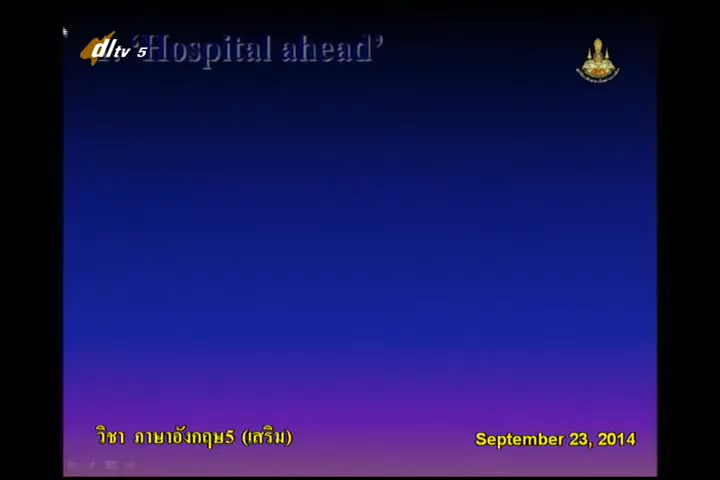 dltv 5
1. ‘Hospital ahead’
วิชา ภาษาอังกฤษ5 (เสริม)
September 23, 2014